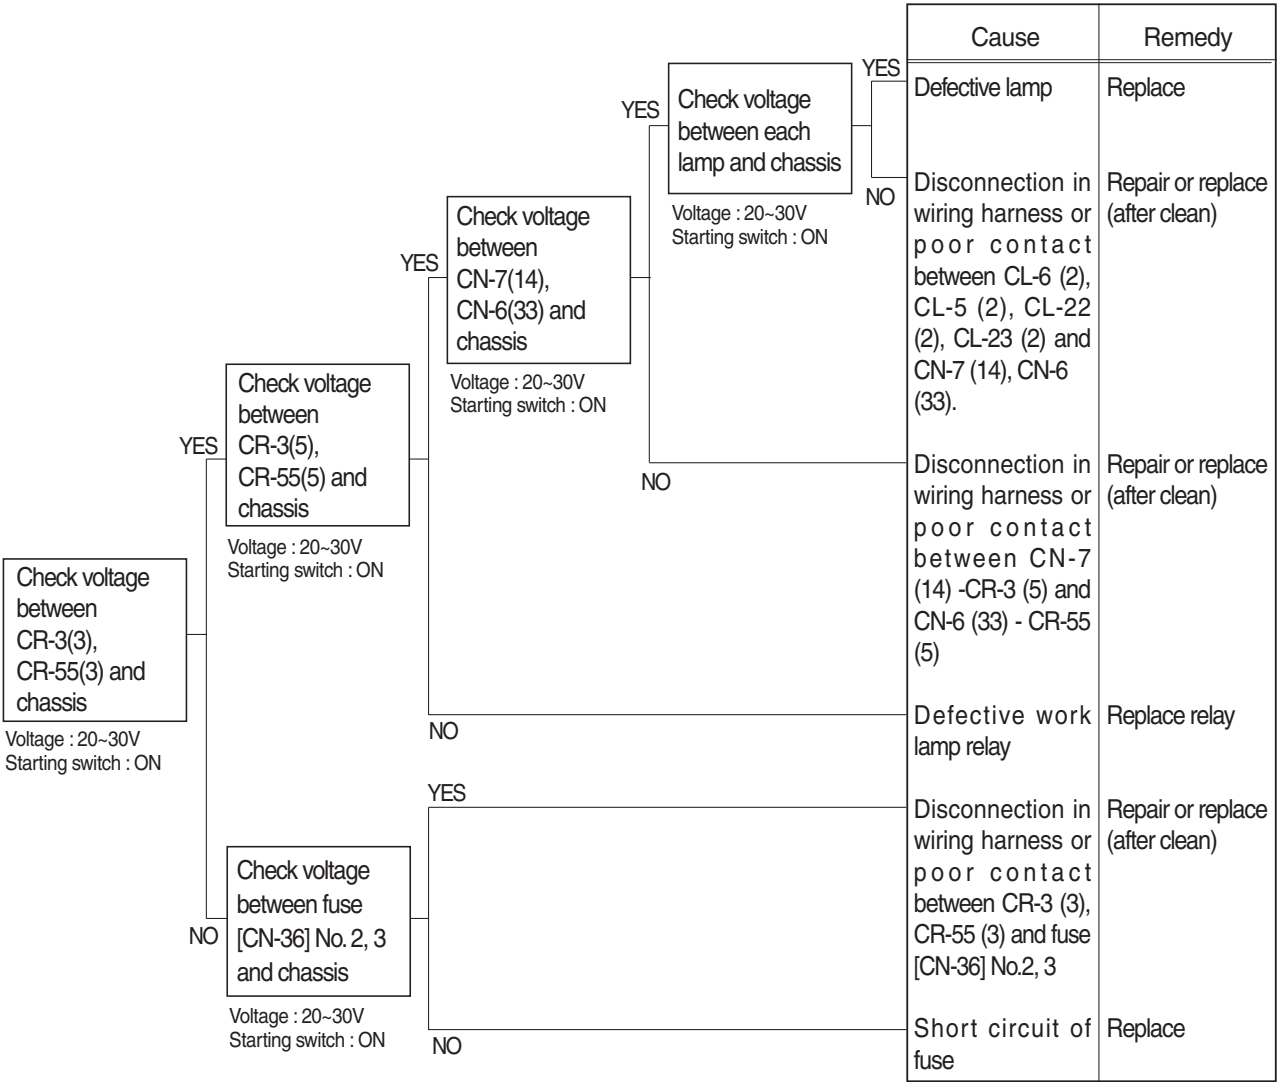 Cause
Remedy
YES
Defective lamp
Replace
YES
Check voltage
between each
lamp and chassis
NO
Disconnection in
wiring harness or
poor contact
between CL-6 (2),
CL-5 (2), CL-22
(2), CL-23 (2) and
CN-7 (14), CN-6
(33).
Repair or replace
(after clean)
Voltage : 20~30V
Starting switch : ON
YES
Check voltage
between
CN-7(14),
CN-6(33) and
chassis
Voltage : 20~30V
Starting switch : ON
YES
Check voltage
between
CR-3(5),
CR-55(5) and
chassis
Voltage : 20~30V
Starting switch : ON
NO
Disconnection in
wiring harness or
poor contact
between CN-7
(14) -CR-3 (5) and
CN-6 (33) - CR-55
(5)
Repair or replace
(after clean)
Check voltage
between
CR-3(3),
CR-55(3) and
chassis
Voltage : 20~30V
Starting switch : ON
NO
Defective work
lamp relay
Replace relay
YES
Disconnection in
wiring harness or
poor contact
between CR-3 (3),
CR-55 (3) and fuse
[CN-36] No.2, 3
Repair or replace
(after clean)
NO
Check voltage
between fuse
[CN-36] No. 2, 3
and chassis
Voltage : 20~30V
Starting switch : ON
NO
Short circuit of
fuse
Replace